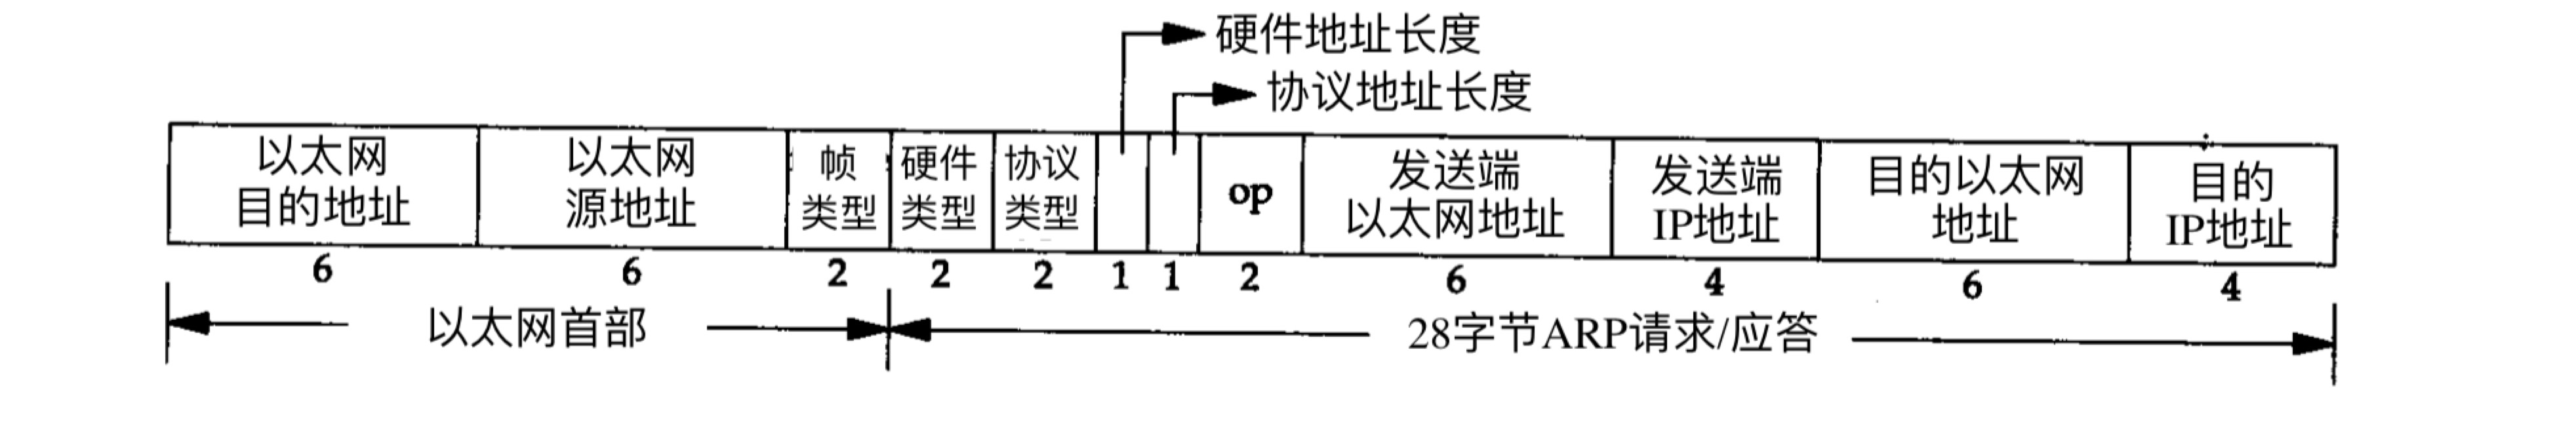 硬件地址长度
协议地址长度
以太网
目的地址
以太网
源地址
帧
类型
硬件
类型
协议
类型
op
发送端
以太网地址
发送端
IP地址
目的以太网
地址
目的
IP地址
6
6
2
2
2
1
1
2
6
4
6
4
以太网首部
28字节ARP请求/应答